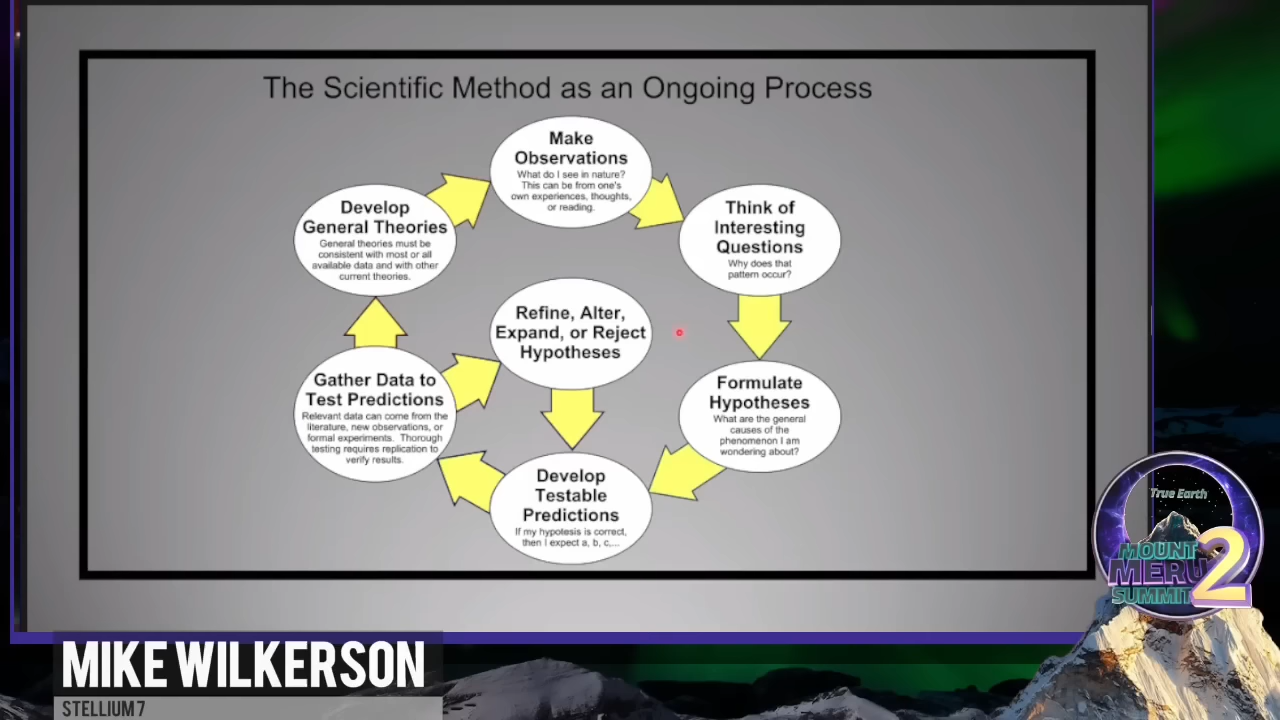 The Scientific Method as an Ongoing Process
Make
Observations
What do I see in nature?
This can be from one's
own experiences, thoughts,
or reading.
Think of
Interesting
Questions
Why does that
pattern occur?
Formulate
Hypotheses
What are the general
causes of the
phenomenon I am
wondering about?
Develop
Testable
Predictions
If my hypotesis is correct,
then I expect a, b, c,...
Gather Data to
Test Predictions
Relevant data can come from the
literature, new observations, or
formal experiments. Thorough
testing requires replication to
verify results.
Refine, Alter,
Expand, or Reject
Hypotheses
Develop
General Theories
General theories must be
consistent with most or all
available data and with other
current theories.
True Earth
MOUNT
MERU
SUMMIT
2
MIKE WILKERSON
STELLIUM7